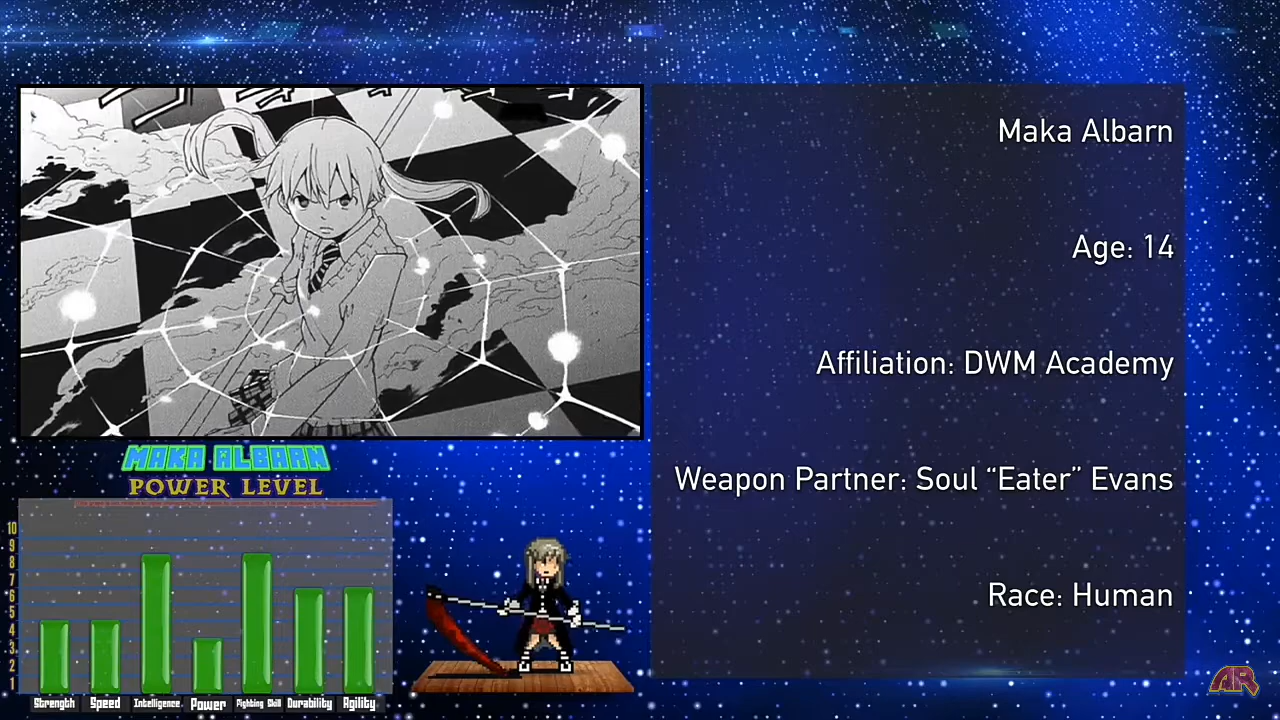 Maka Albarn
Age: 14
Affiliation: DWM Academy
Weapon Partner: Soul “Eater” Evans
Race: Human
MAKA ALBARN
POWER LEVEL
10
9
8
7
6
5
4
3
2
1
Strength Speed Intelligence Power Fighting Skill Durability Agility
AR